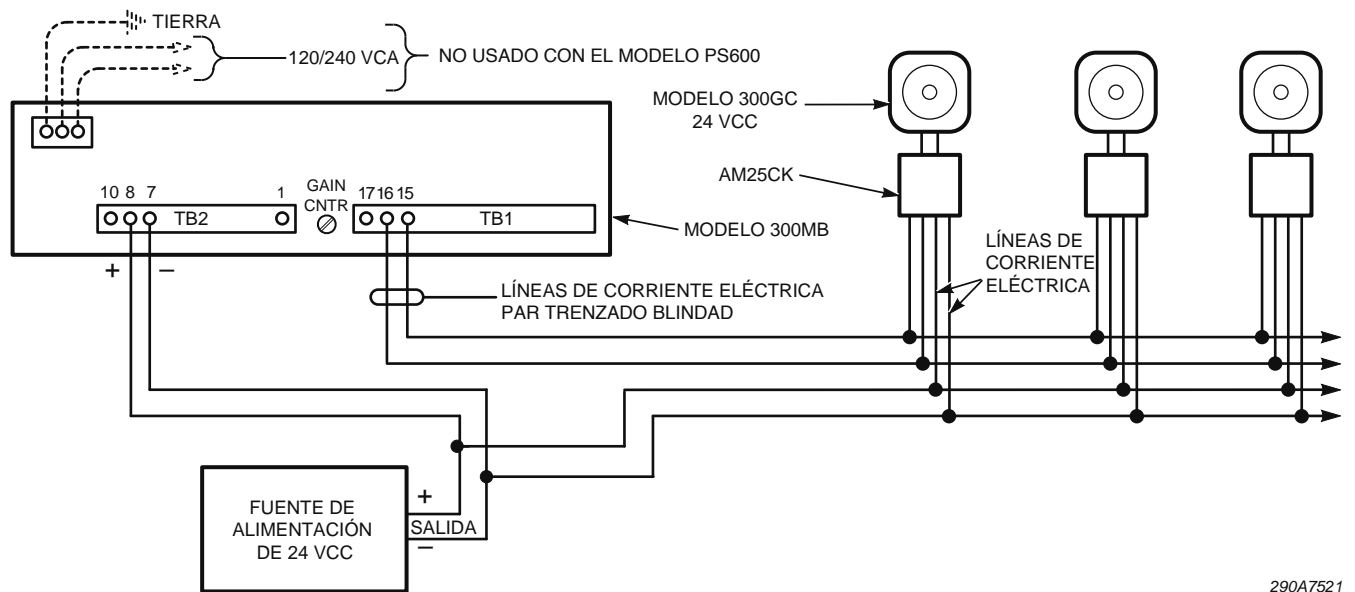 TIERRA
120/240 VCA
NO USADO CON EL MODELO PS600
MODELO 300GC
24 VCC
AM25CK
10 8 7 1
GAIN
CNTR
17 16 15
TB2
TB1
MODELO 300MB
+ –
LÍNEAS DE
CORRIENTE
ELÉCTRICA
LÍNEAS DE CORRIENTE ELÉCTRICA
PAR TRENZADO BLINDAD
FUENTE DE
ALIMENTACIÓN
DE 24 VCC
+
SALIDA
–
290A7521